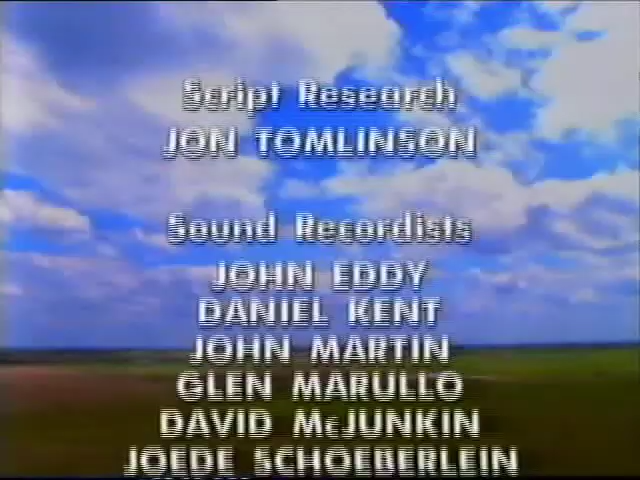 Script Research
JON TOMLINSON
Sound Recordists
JOHN EDDY
DANIEL KENT
JOHN MARTIN
GLEN MARULLO
DAVID McJUNKIN
JOEDE SCHOEBERLEIN